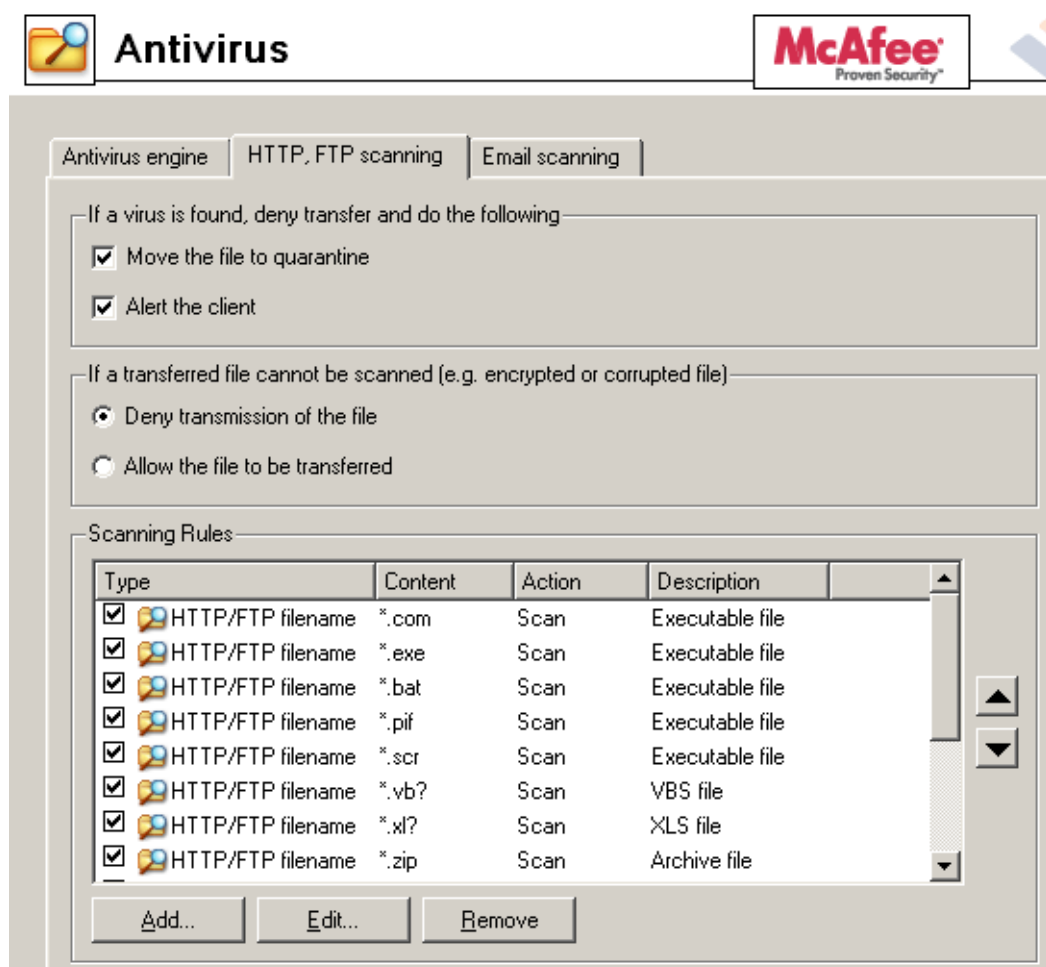 Antivirus
McAfee
Proven Security™
Antivirus engine HTTP, FTP scanning Email scanning
If a virus is found, deny transfer and do the following
Move the file to quarantine
Alert the client
If a transferred file cannot be scanned (e.g. encrypted or corrupted file)
Deny transmission of the file
Allow the file to be transferred
Scanning Rules
Type Content Action Description
HTTP/FTP filename *.com Scan Executable file
HTTP/FTP filename *.exe Scan Executable file
HTTP/FTP filename *.bat Scan Executable file
HTTP/FTP filename *.pif Scan Executable file
HTTP/FTP filename *.scr Scan Executable file
HTTP/FTP filename *.vb? Scan VBS file
HTTP/FTP filename *.xl? Scan XLS file
HTTP/FTP filename *.zip Scan Archive file
Add... Edit... Remove